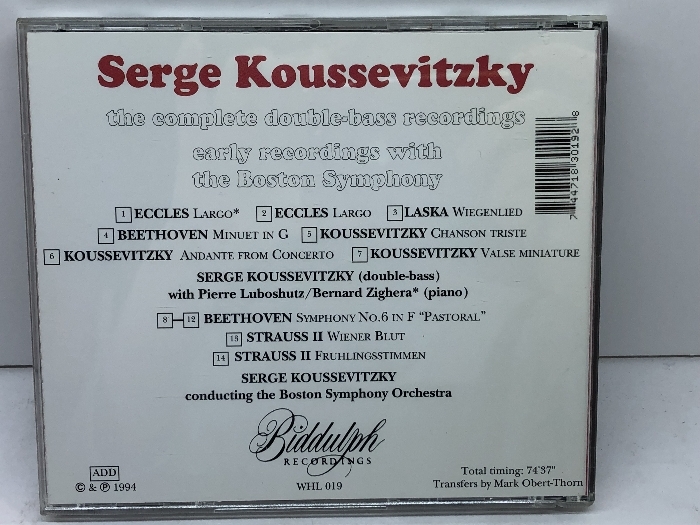 Serge Koussevitzky
the complete double-bass recordings
early recordings with
the Boston Symphony
1 ECCLES LARGO* 2 ECCLES LARGO 3 LASKA WIEGENLIED
4 BEETHOVEN MINUET IN G 5 KOUSSEVITZKY CHANSON TRISTE
6 KOUSSEVITZKY ANDANTE FROM CONCERTO 7 KOUSSEVITZKY VALSE MINIATURE
SERGE KOUSSEVITZKY (double-bass)
with Pierre Luboshutz/Bernard Zighera* (piano)
8–12 BEETHOVEN SYMPHONY NO.6 IN F "PASTORAL"
13 STRAUSS II WIENER BLUT
14 STRAUSS II FRUHLINGSSTIMMEN
SERGE KOUSSEVITZKY
conducting the Boston Symphony Orchestra
Biddulph
RECORDINGS
ADD
© & ℗ 1994
WHL 019
Total timing: 74'37"
Transfers by Mark Obert-Thorn
7 44718 30192 8